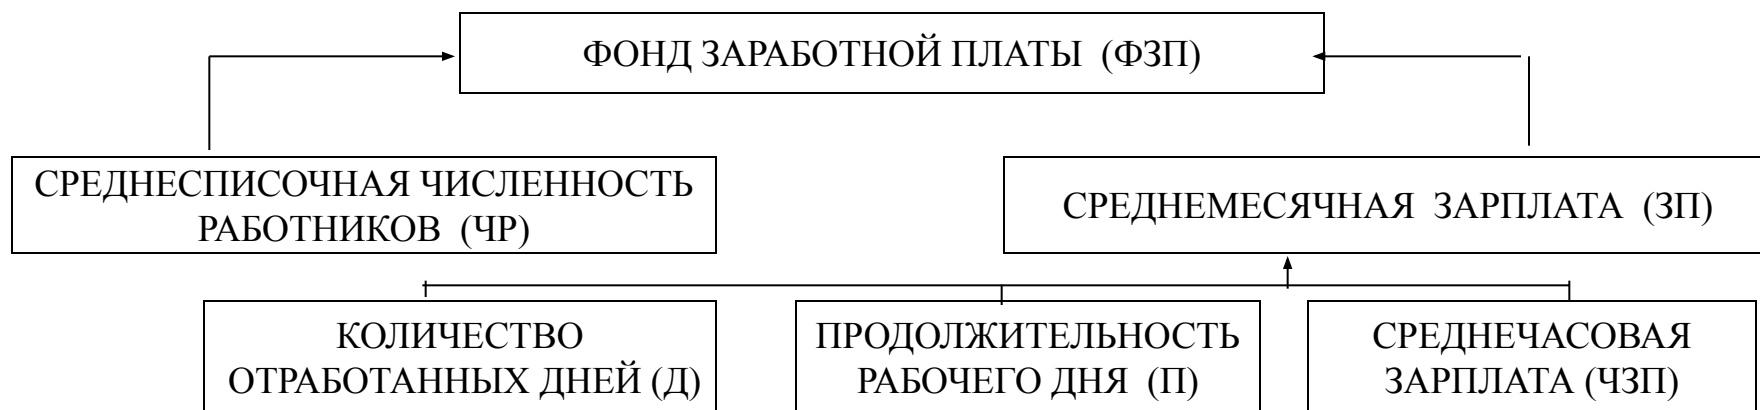 ФОНД ЗАРАБОТНОЙ ПЛАТЫ (ФЗП)
СРЕДНЕСПИСОЧНАЯ ЧИСЛЕННОСТЬ
РАБОТНИКОВ (ЧР)
СРЕДНЕМЕСЯЧНАЯ ЗАРПЛАТА (ЗП)
КОЛИЧЕСТВО
ОТРАБОТАННЫХ ДНЕЙ (Д)
ПРОДОЛЖИТЕЛЬНОСТЬ
РАБОЧЕГО ДНЯ (П)
СРЕДНЕЧАСОВАЯ
ЗАРПЛАТА (ЧЗП)